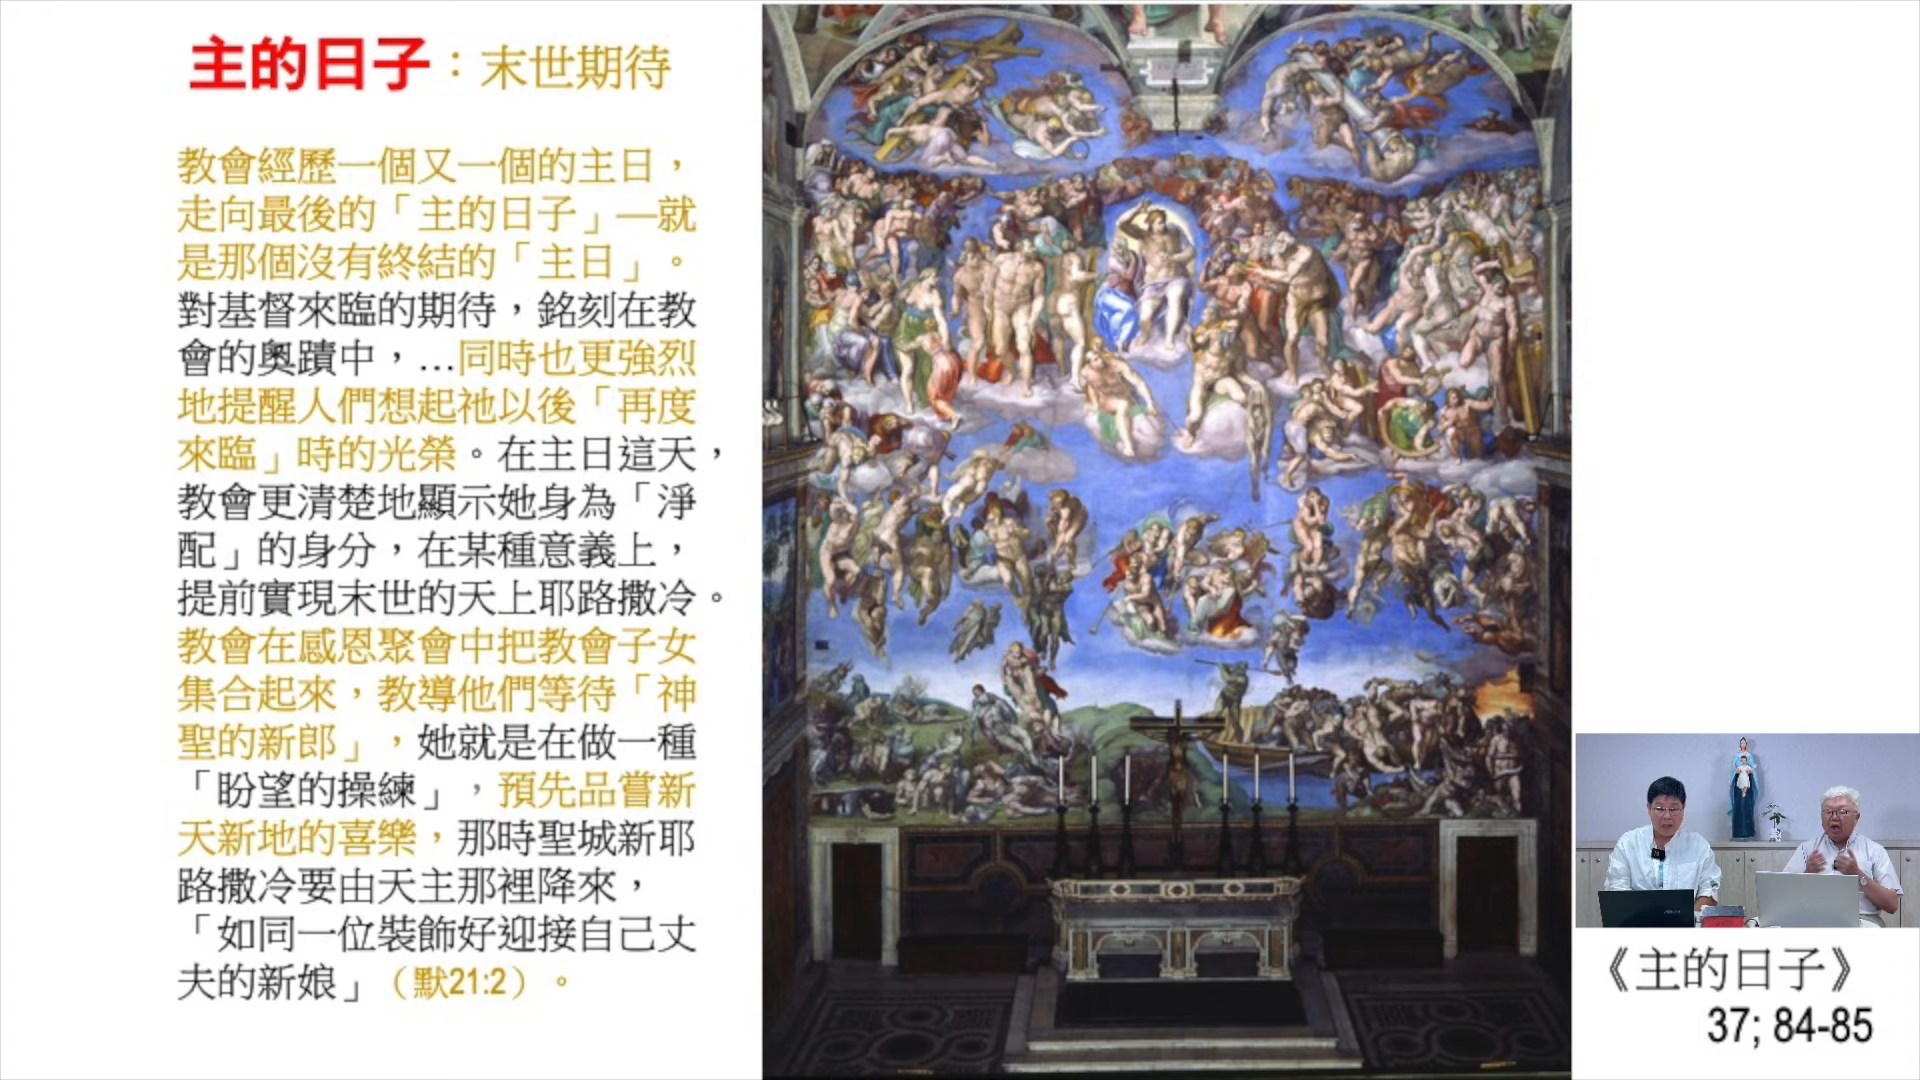 主的日子：末世期待
教會經歷一個又一個的主日，
走向最後的「主的日子」—就
是那個沒有終結的「主日」。
對基督來臨的期待，銘刻在教
會的奧蹟中，…同時也更強烈
地提醒人們想起祂以後「再度
來臨」時的光榮。在主日這天，
教會更清楚地顯示她身為「淨
配」的身分，在某種意義上，
提前實現末世的天上耶路撒冷。
教會在感恩聚會中把教會子女
集合起來，教導他們等待「神
聖的新郎」，她就是在做一種
「盼望的操練」，預先品嘗新
天新地的喜樂，那時聖城新耶
路撒冷要由天主那裡降來，
「如同一位裝飾好迎接自己丈
夫的新娘」（默21:2）。
《主的日子》
37; 84-85